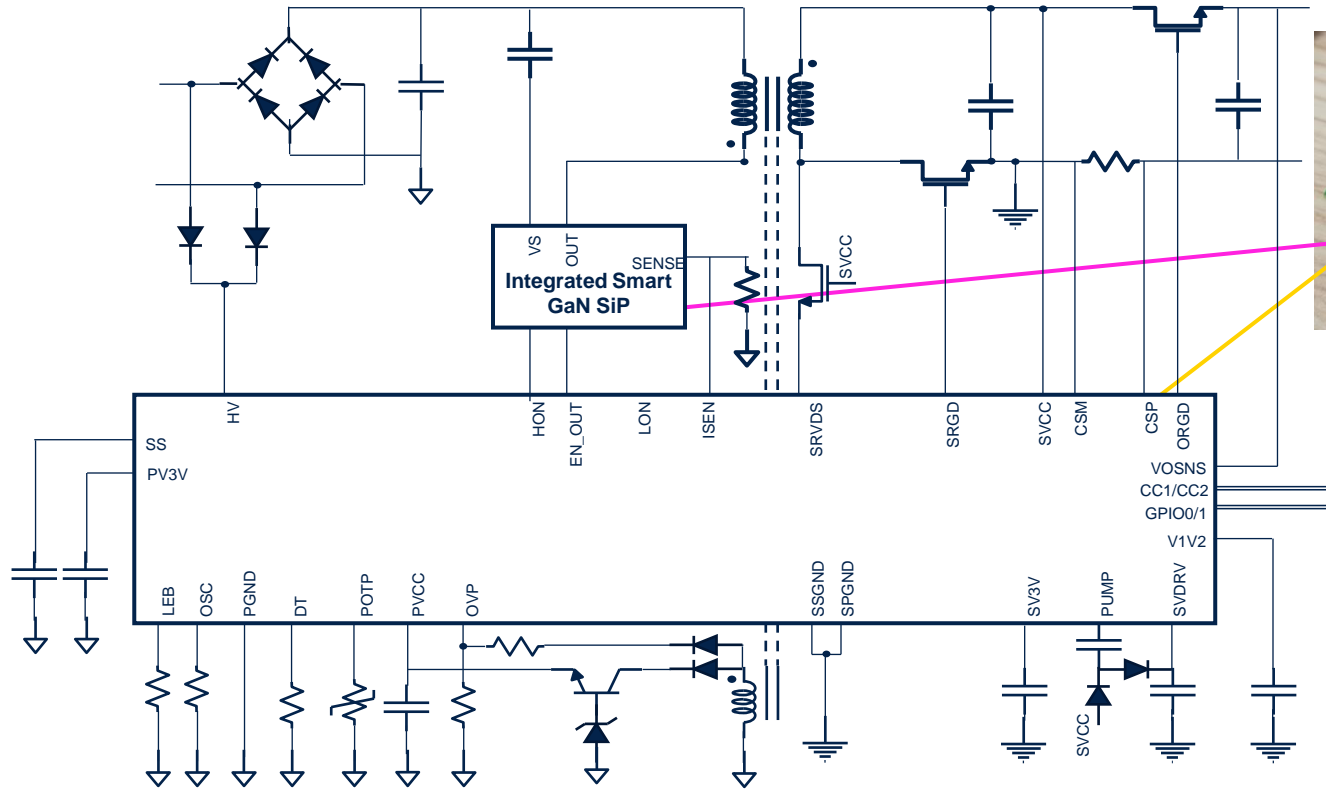 VS
OUT
SENSE
Integrated Smart
GaN SiP
SVCC
HV
HON
EN_OUT
LON
ISEN
SRVDS
SRGD
SVCC
CSM
CSP
ORGD
SS
PV3V
VOSNS
CC1/CC2
GPIO0/1
V1V2
LEB
OSC
PGND
DT
POTP
PVCC
OVP
SSGND
SPGND
SV3V
PUMP
SVDRV
SVCC